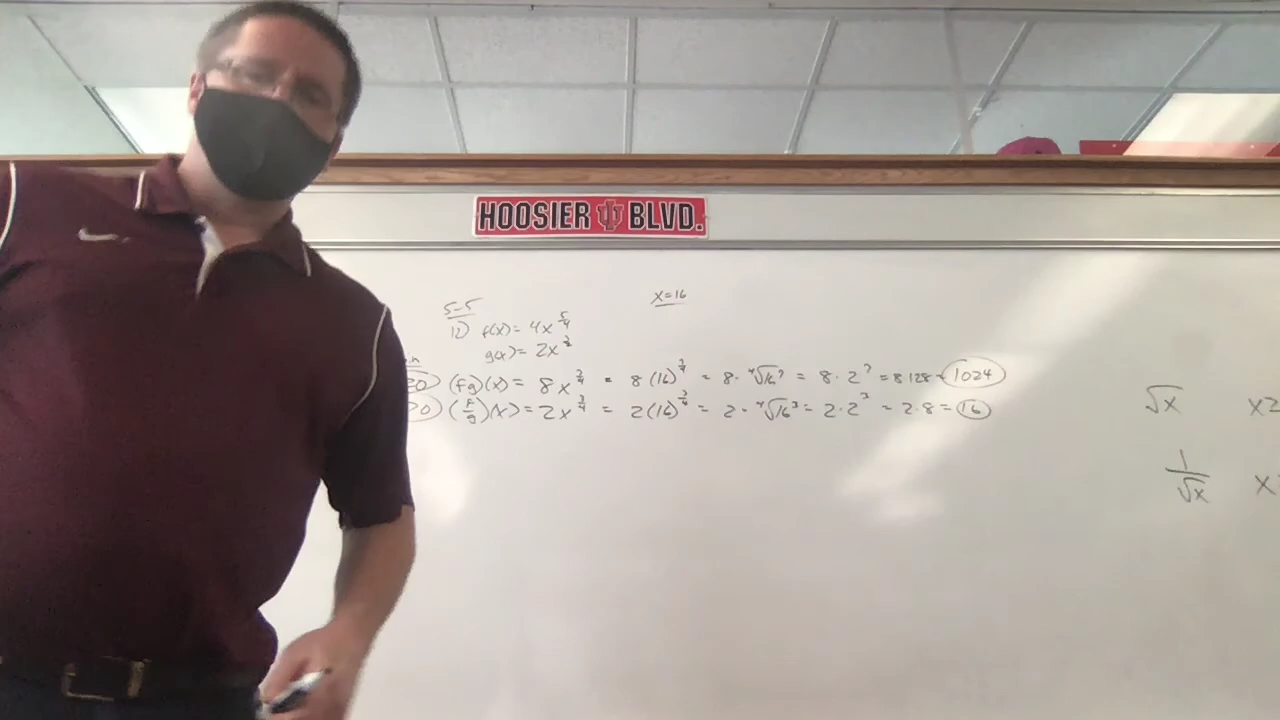 HOOSIER BLVD.
5-5
x=16
12) f(x)= 4x^5/4
g(x)= 2x^1/2
(fg)(x) = 8x^7/4 = 8(16)^7/4 = 8·⁴√16⁷ = 8·2⁷ = 8·128 = 1024
(f/g)(x) = 2x^3/4 = 2(16)^3/4 = 2·⁴√16³ = 2·2³ = 2·8 = 16
√x
1/√x